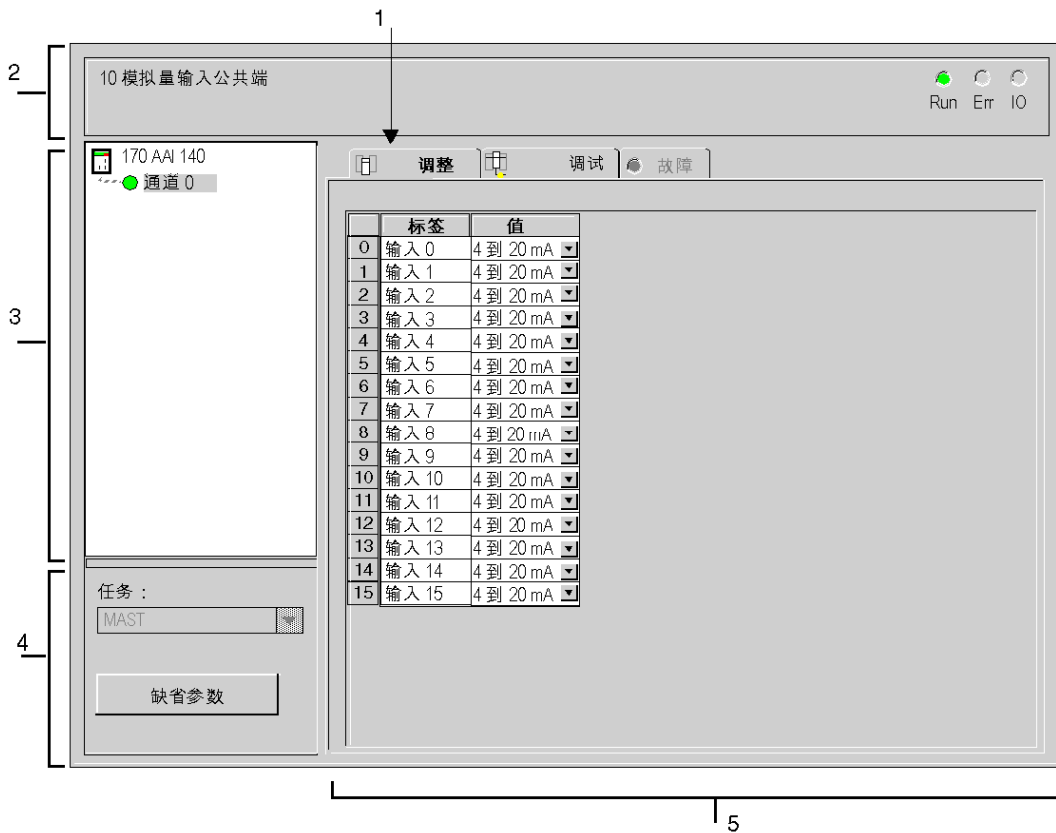 1
2
10 模拟量输入公共端
Run Err IO
3
170 AAI 140
通道 0
调整 调试 故障
标签 值
0 输入 0 4 到 20 mA
1 输入 1 4 到 20 mA
2 输入 2 4 到 20 mA
3 输入 3 4 到 20 mA
4 输入 4 4 到 20 mA
5 输入 5 4 到 20 mA
6 输入 6 4 到 20 mA
7 输入 7 4 到 20 mA
8 输入 8 4 到 20 mA
9 输入 9 4 到 20 mA
10 输入 10 4 到 20 mA
11 输入 11 4 到 20 mA
12 输入 12 4 到 20 mA
13 输入 13 4 到 20 mA
14 输入 14 4 到 20 mA
15 输入 15 4 到 20 mA
4
任务：
MAST
缺省参数
5